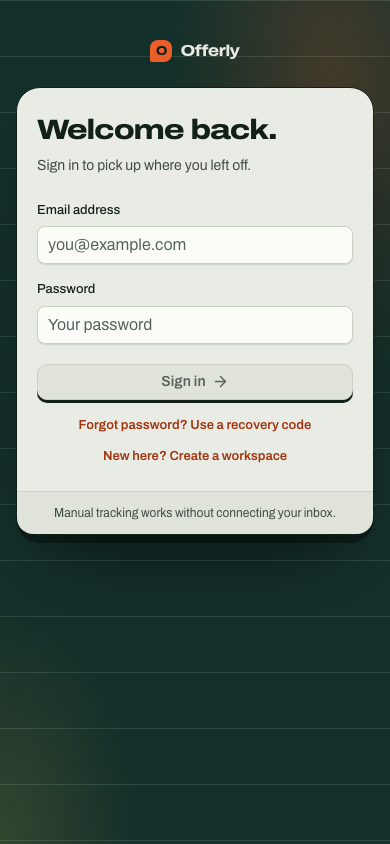 O Offerly
Welcome back.
Sign in to pick up where you left off.
Email address
you@example.com
Password
Your password
Sign in →
Forgot password? Use a recovery code
New here? Create a workspace
Manual tracking works without connecting your inbox.